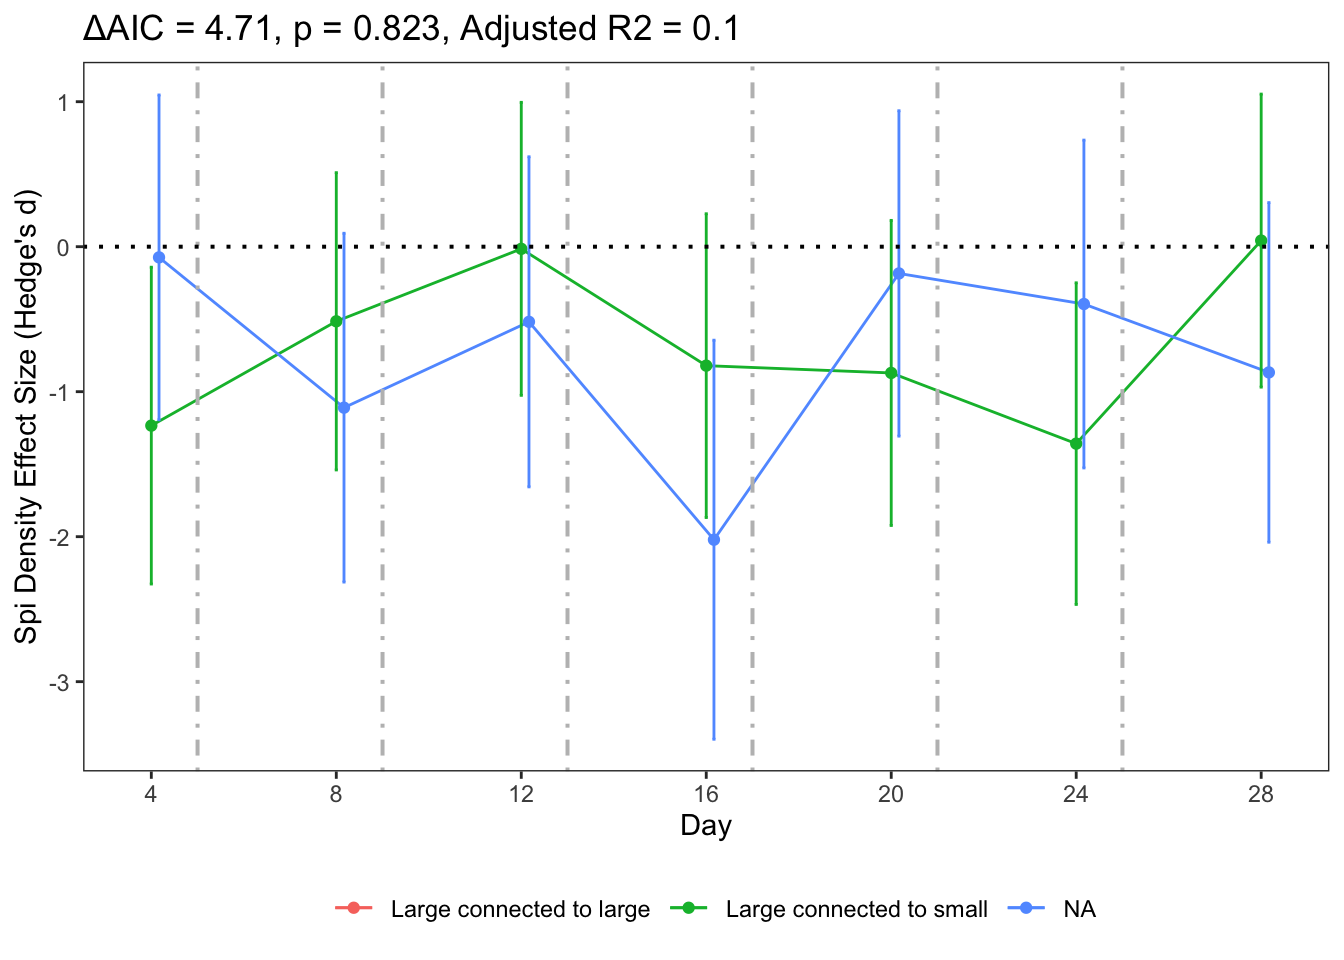 ΔAIC = 4.71, p = 0.823, Adjusted R2 = 0.1
Spi Density Effect Size (Hedge's d)
1
0
-1
-2
-3
4 8 12 16 20 24 28
Day
Large connected to large Large connected to small NA